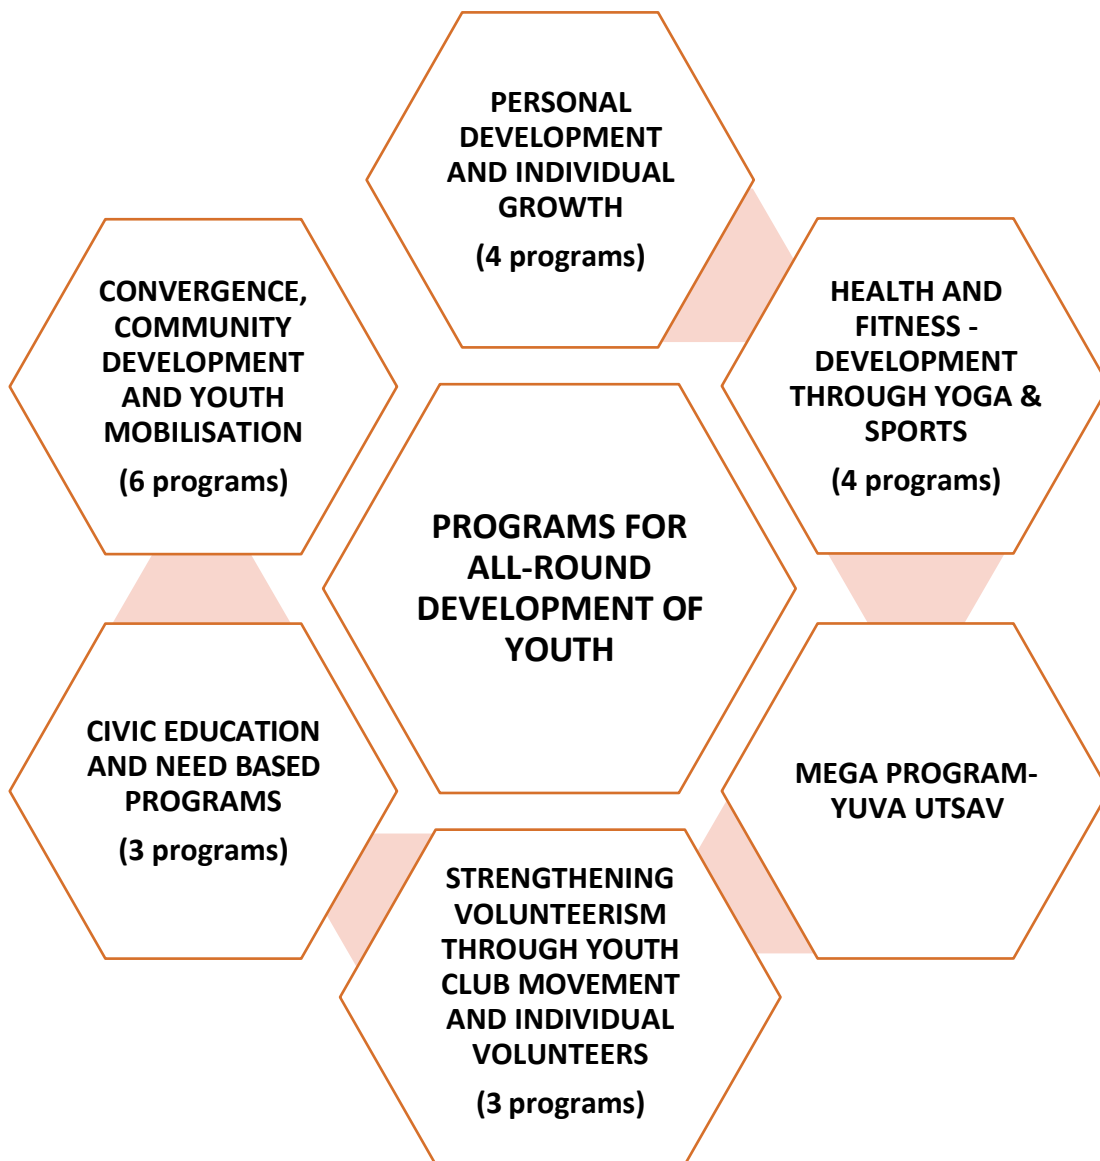 PERSONAL
DEVELOPMENT
AND INDIVIDUAL
GROWTH
(4 programs)
HEALTH AND
FITNESS -
DEVELOPMENT
THROUGH YOGA &
SPORTS
(4 programs)
MEGA PROGRAM-
YUVA UTSAV
STRENGTHENING
VOLUNTEERISM
THROUGH YOUTH
CLUB MOVEMENT
AND INDIVIDUAL
VOLUNTEERS
(3 programs)
CIVIC EDUCATION
AND NEED BASED
PROGRAMS
(3 programs)
CONVERGENCE,
COMMUNITY
DEVELOPMENT
AND YOUTH
MOBILISATION
(6 programs)
PROGRAMS FOR
ALL-ROUND
DEVELOPMENT OF
YOUTH